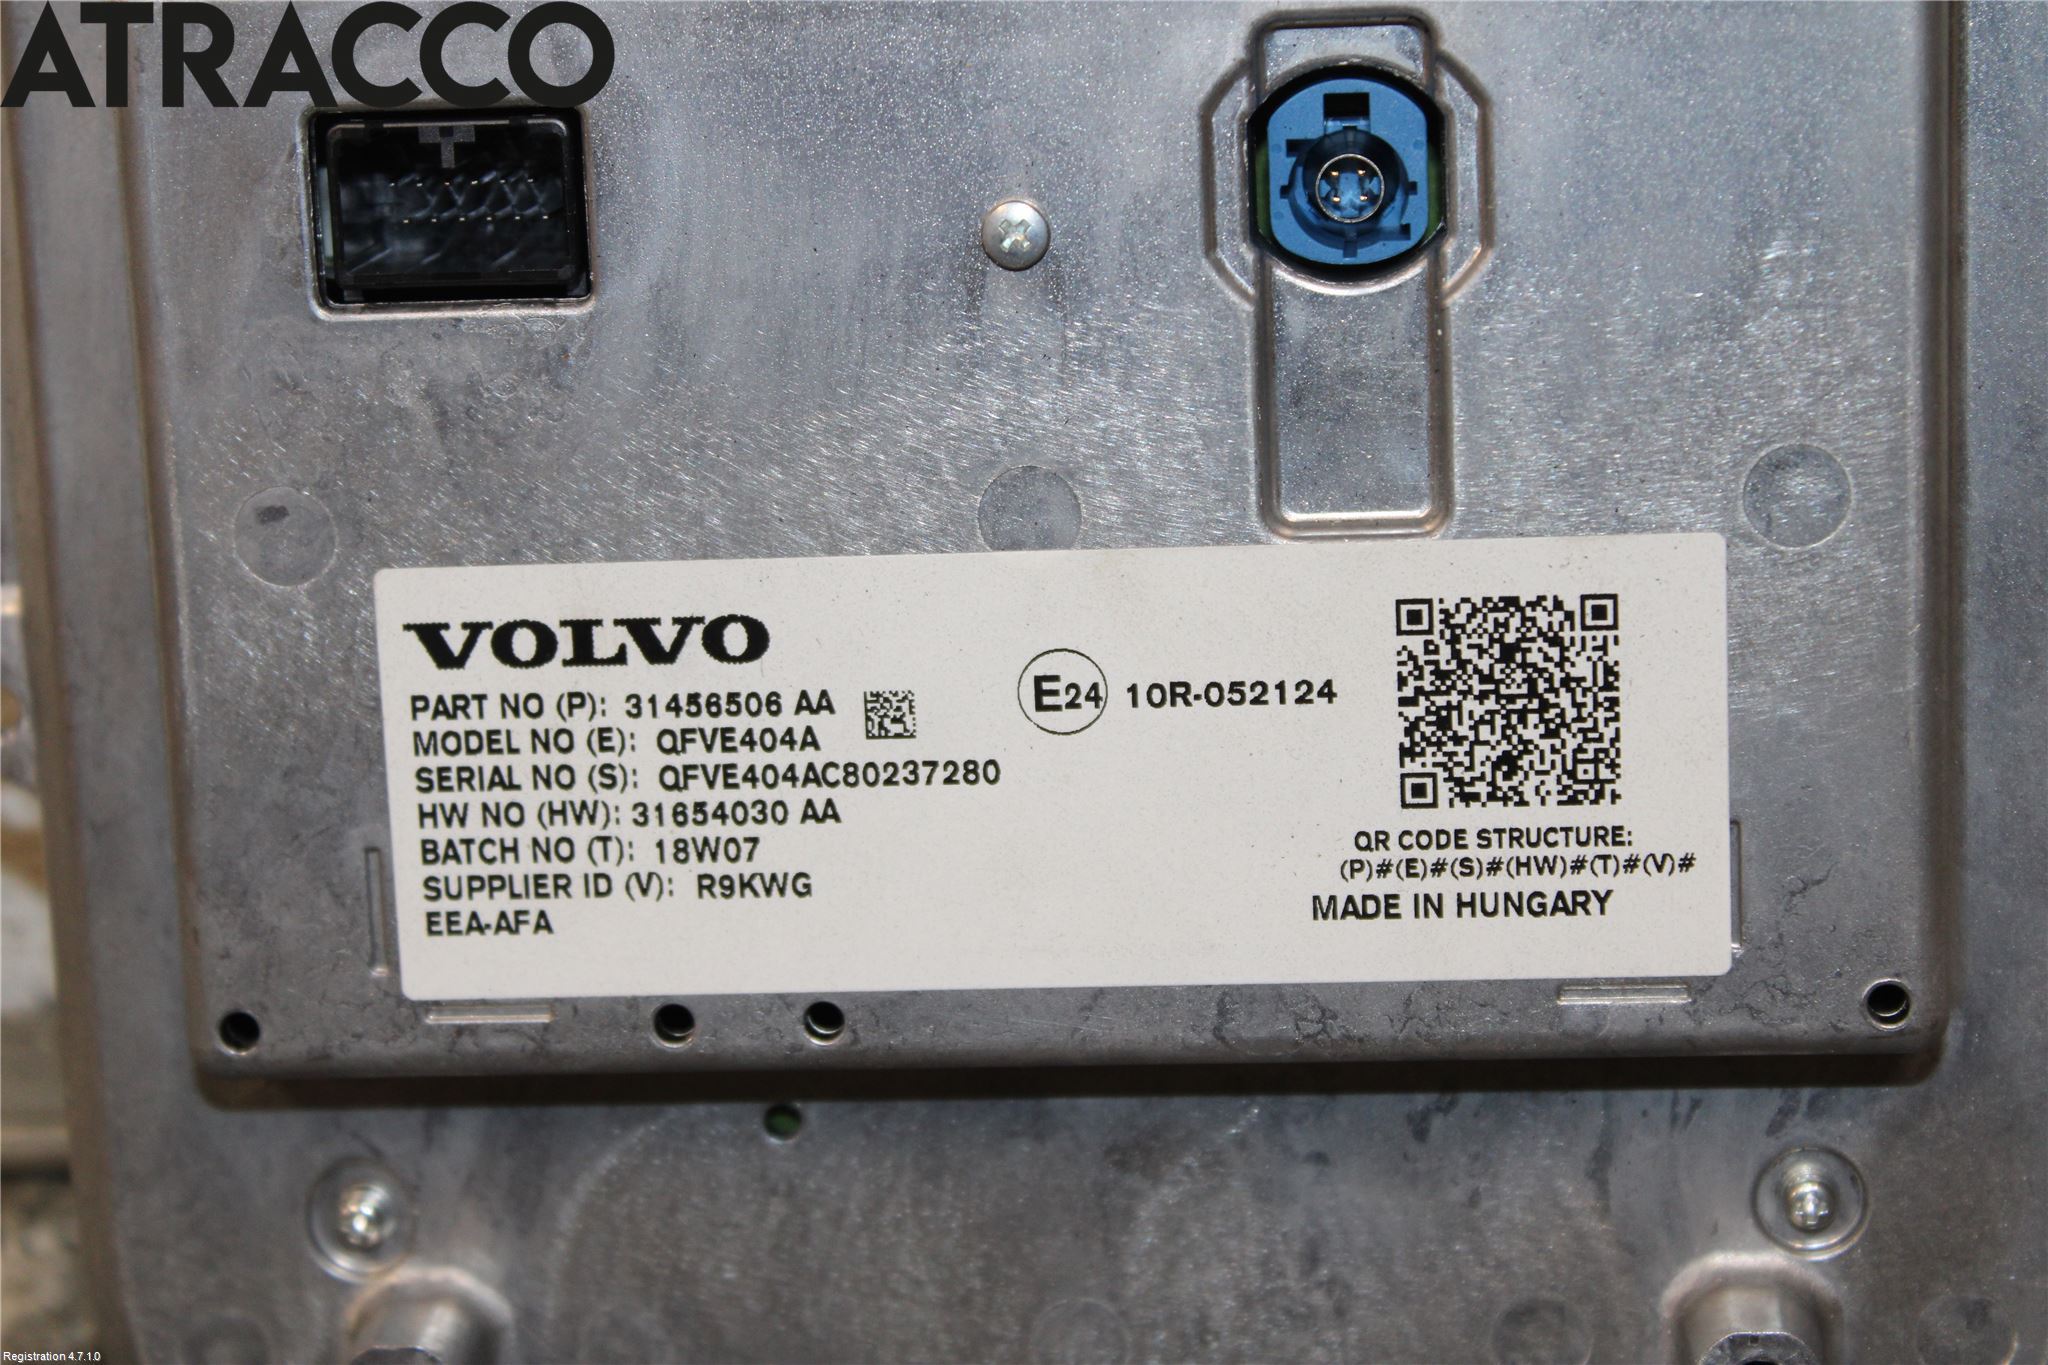 ATRACCO
VOLVO
PART NO (P): 31456506 AA
MODEL NO (E): QFVE404A
SERIAL NO (S): QFVE404AC80237280
HW NO (HW): 31654030 AA
BATCH NO (T): 18W07
SUPPLIER ID (V): R9KWG
EEA-AFA
E24 10R-052124
QR CODE STRUCTURE:
(P)#(E)#(S)#(HW)#(T)#(V)#
MADE IN HUNGARY
Registration 4.7.1.0